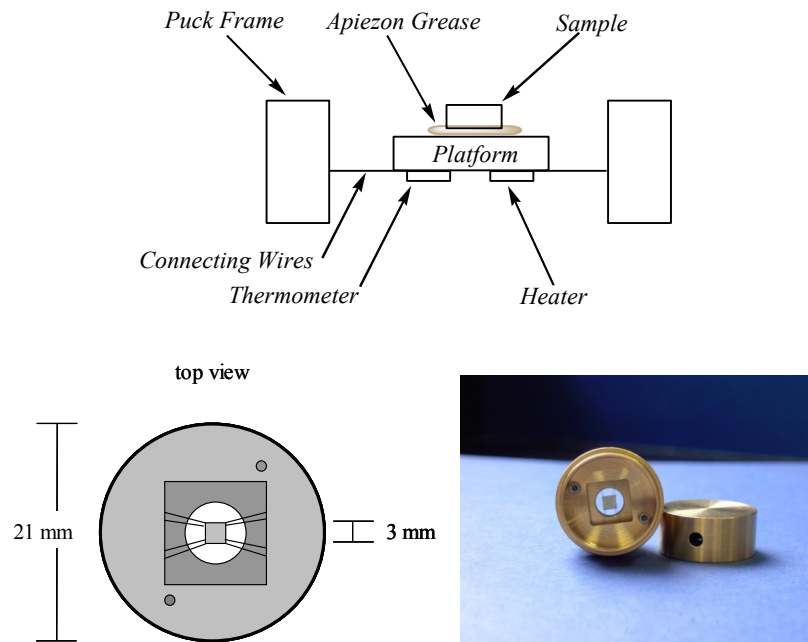 Puck Frame
Apiezon Grease
Sample
Platform
Connecting Wires
Thermometer
Heater
top view
21 mm
3 mm